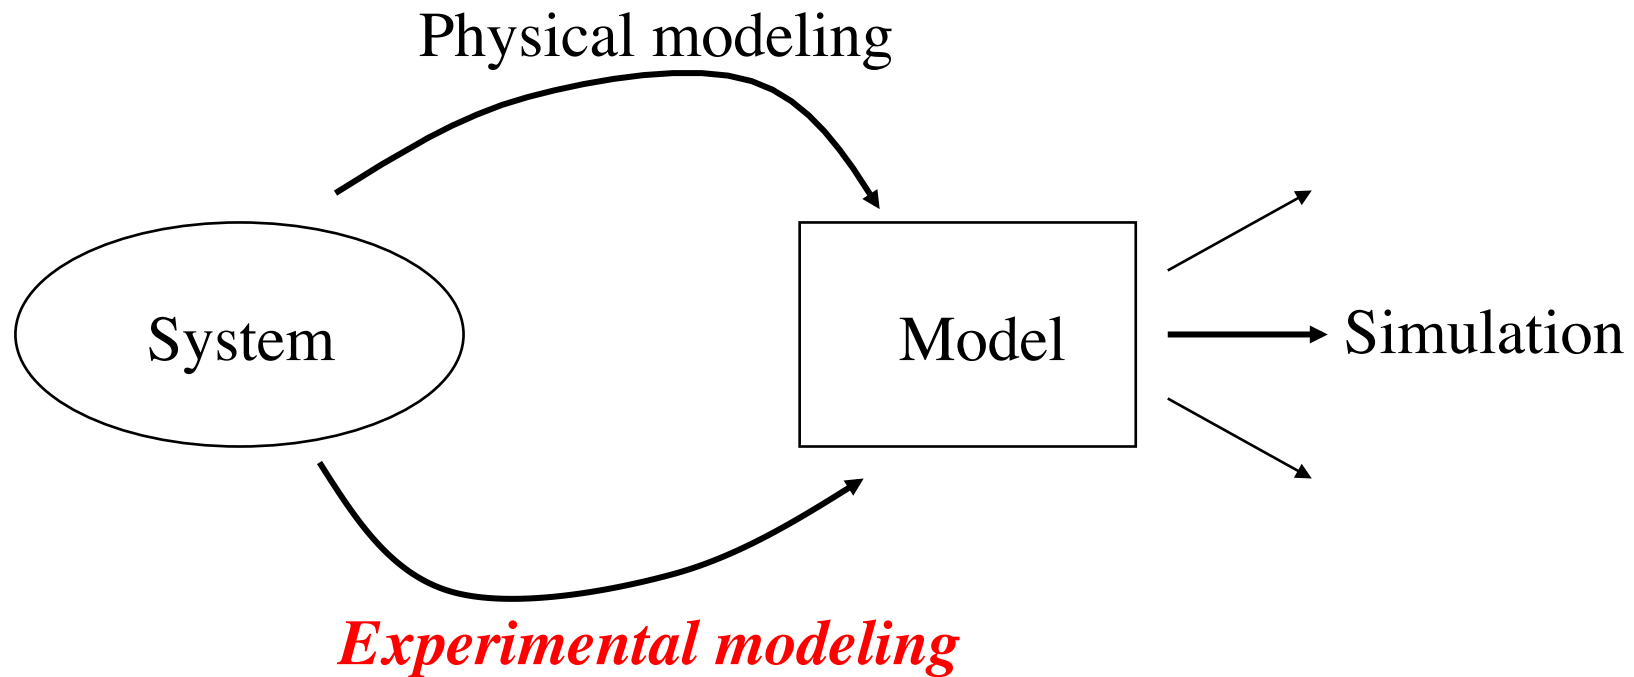 Physical modeling
System
Model
Simulation
Experimental modeling